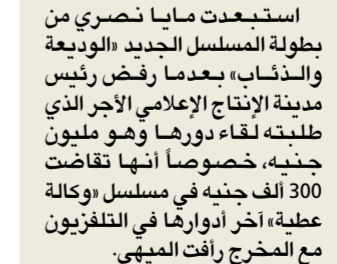 استبعدت مايا نصري من
بطولة المسلسل الجديد «الوديعة
والذئاب» بعدما رفض رئيس
مدينة الإنتاج الإعلامي الأجر الذي
طلبته لقاء دورها وهو مليون
جنيه، خصوصاً أنها تقاضت
300 ألف جنيه في مسلسل «وكالة
عطية» آخر أدوارها في التلفزيون
مع المخرج رأفت الميهي.